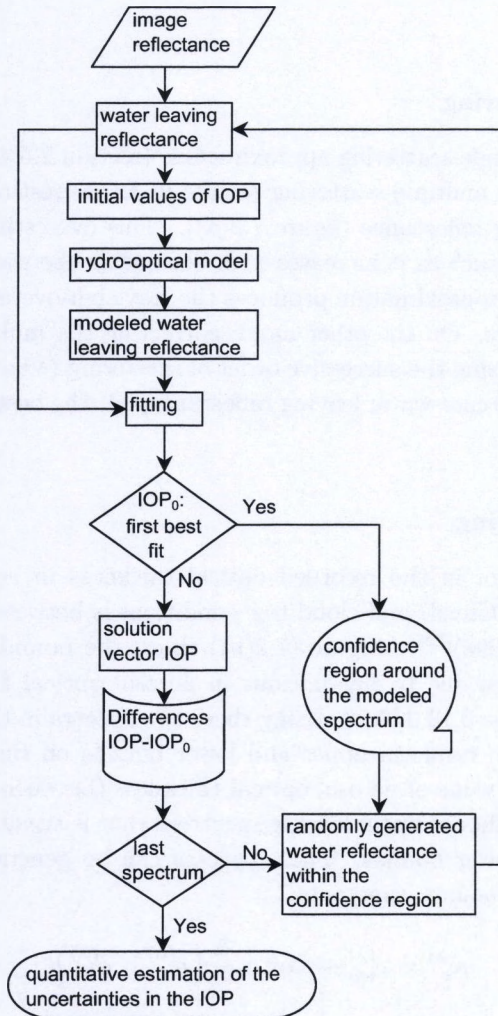 image
reflectance
water leaving
reflectance
initial values of IOP
hydro-optical model
modeled water
leaving reflectance
fitting
IOP₀:
first best
fit
Yes
No
solution
vector IOP
confidence
region around
the modeled
spectrum
Differences
IOP-IOP₀
last
spectrum
No
randomly generated
water reflectance
within the
confidence region
Yes
quantitative estimation of the
uncertainties in the IOP